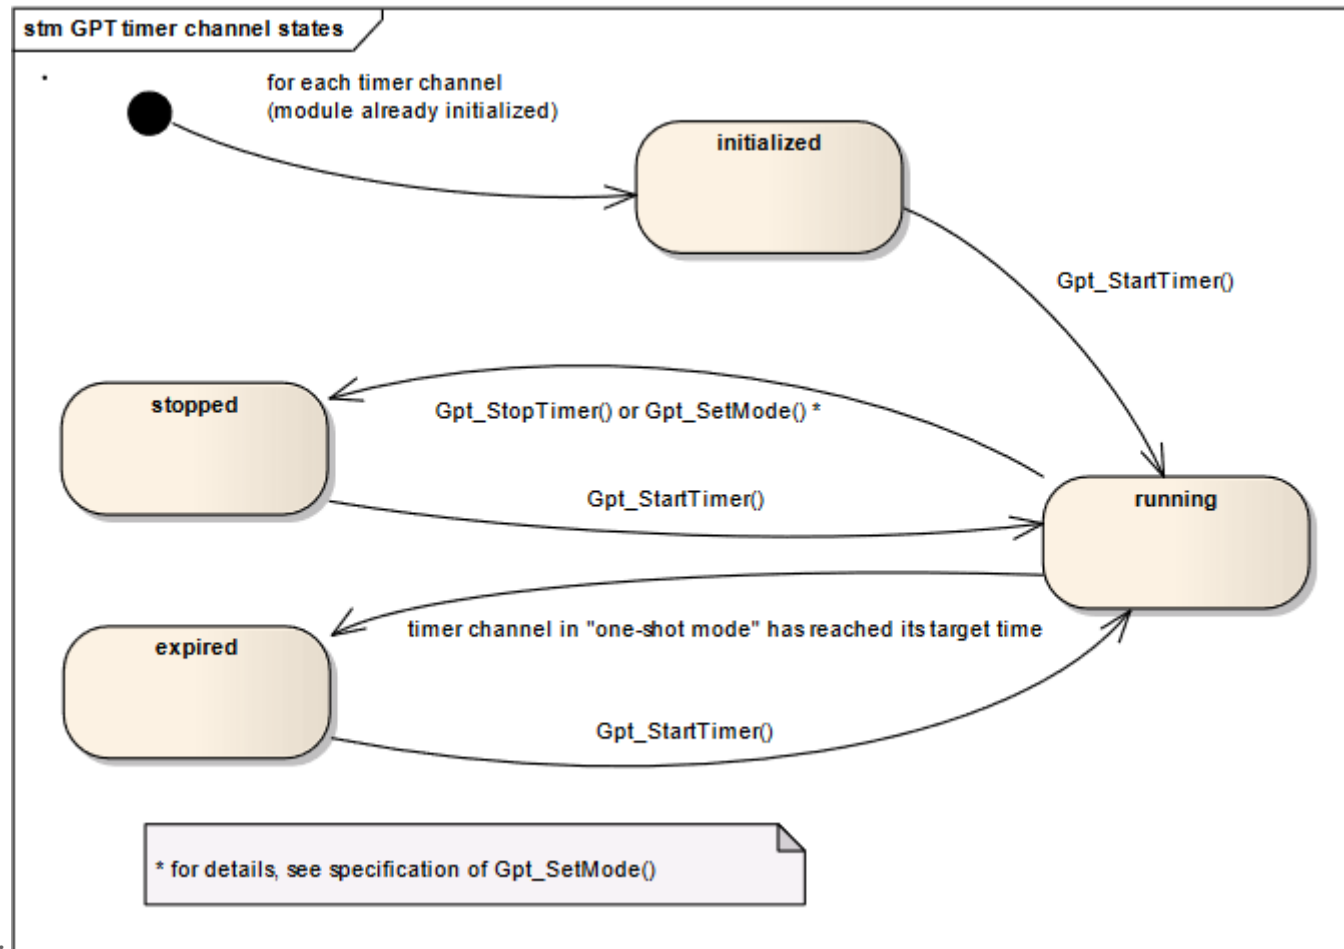 stm GPT timer channel states
for each timer channel
(module already initialized)
initialized
Gpt_StartTimer()
stopped
Gpt_StopTimer() or Gpt_SetMode() *
Gpt_StartTimer()
running
timer channel in "one-shot mode" has reached its target time
expired
Gpt_StartTimer()
* for details, see specification of Gpt_SetMode()